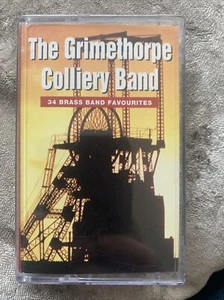 The Grimethorpe
Colliery Band
34 BRASS BAND FAVOURITES